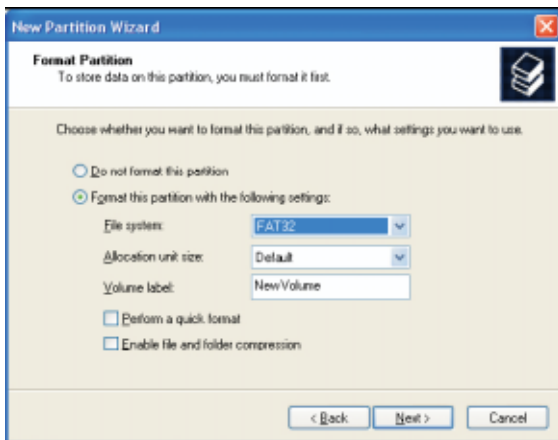 New Partition Wizard
Format Partition
To store data on this partition, you must format it first.
Choose whether you want to format this partition, and if so, what settings you want to use.
Do not format this partition
Format this partition with the following settings:
File system: FAT32
Allocation unit size: Default
Volume label: New Volume
Perform a quick format
Enable file and folder compression
< Back Next > Cancel